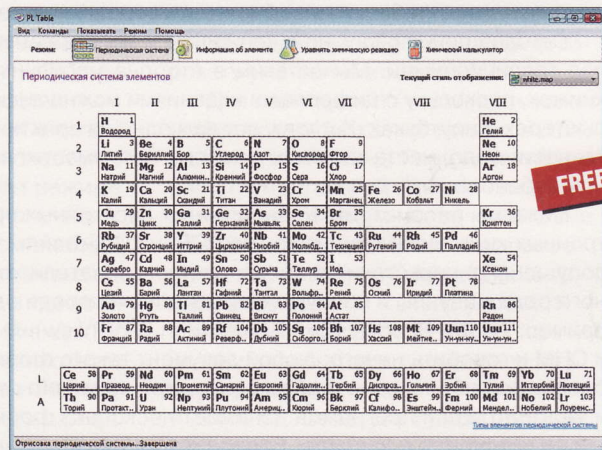 PL Table
Вид Команды Показывать Режим Помощь
Режим: Периодическая система Информация об элементе Уравнять химическую реакцию Химический калькулятор
Периодическая система элементов
Текущий стиль отображения: white.map
I II III IV V VI VII VIII VIII
1 H 1 He 2
Водород Гелий
2 Li 3 Be 4 B 5 C 6 N 7 O 8 F 9 Ne 10
Литий Бериллий Бор Углерод Азот Кислород Фтор Неон
3 Na 11 Mg 12 Al 13 Si 14 P 15 S 16 Cl 17 Ar 18
Натрий Магний Алюмин... Кремний Фосфор Сера Хлор Аргон
FREE
4 K 19 Ca 20 Sc 21 Ti 22 V 23 Cr 24 Mn 25 Fe 26 Co 27 Ni 28
Калий Кальций Скандий Титан Ванадий Хром Марганец Железо Кобальт Никель
5 Cu 29 Zn 30 Ga 31 Ge 32 As 33 Se 34 Br 35 Kr 36
Медь Цинк Галлий Германий Мышьяк Селен Бром Криптон
6 Rb 37 Sr 38 Y 39 Zr 40 Nb 41 Mo 42 Tc 43 Ru 44 Rh 45 Pd 46
Рубидий Стронций Иттрий Цирконий Ниобий Молибд... Технеций Рутений Родий Палладий
7 Ag 47 Cd 48 In 49 Sn 50 Sb 51 Te 52 I 53 Xe 54
Серебро Кадмий Индий Олово Сурьма Теллур Иод Ксенон
8 Cs 55 Ba 56 La 57 Hf 72 Ta 73 W 74 Re 75 Os 76 Ir 77 Pt 78
Цезий Барий Лантан Гафний Тантал Вольфр... Рений Осмий Иридий Платина
9 Au 79 Hg 80 Tl 81 Pb 82 Bi 83 Po 84 At 85 Rn 86
Золото Ртуть Таллий Свинец Висмут Полоний Астат Радон
10 Fr 87 Ra 88 Ac 89 Rf 104 Db 105 Sg 106 Bh 107 Hs 108 Mt 109 Uun 110 Uuu 111
Франций Радий Актиний Резерф... Дубний Сиборго... Борий Хассий Мейтне... Ун-ун-ну... Ун-ун-ун...
Л Ce 58 Pr 59 Nd 60 Pm 61 Sm 62 Eu 63 Gd 64 Tb 65 Dy 66 Ho 67 Er 68 Tm 69 Yb 70 Lu 71
Церий Празеод... Неодим Прометий Самарий Европий Гадолин... Тербий Диспроз... Гольмий Эрбий Тулий Иттербий Лютеций
А Th 90 Pa 91 U 92 Np 93 Pu 94 Am 95 Cm 96 Bk 97 Cf 98 Es 99 Fm 100 Md 101 No 102 Lr 103
Торий Протакт... Уран Нептуний Плутоний Америц... Кюрий Берклий Калифо... Энштейн... Фермий Мендел... Нобелий Лоуренс...
Типы элементов периодической системы
Отрисовка периодической системы...Завершена